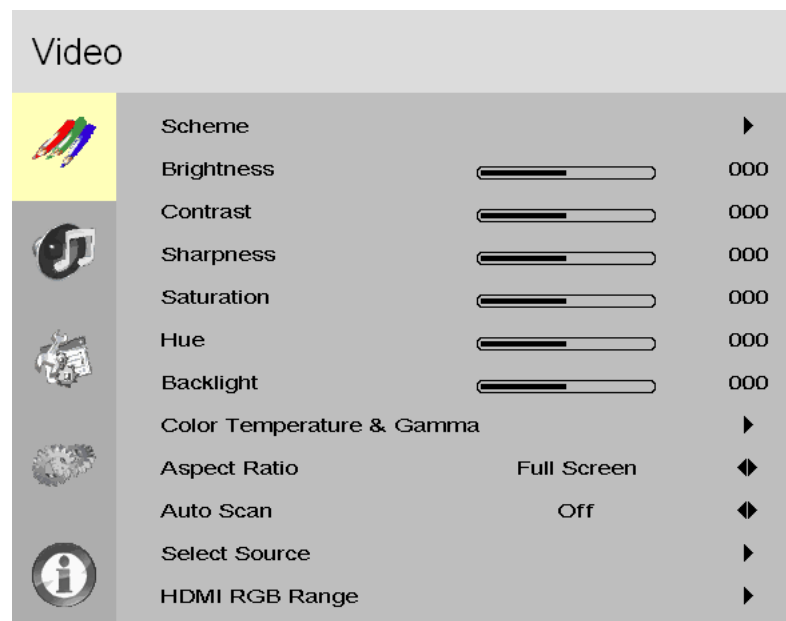 Video
Scheme
Brightness 000
Contrast 000
Sharpness 000
Saturation 000
Hue 000
Backlight 000
Color Temperature & Gamma
Aspect Ratio Full Screen
Auto Scan Off
Select Source
HDMI RGB Range